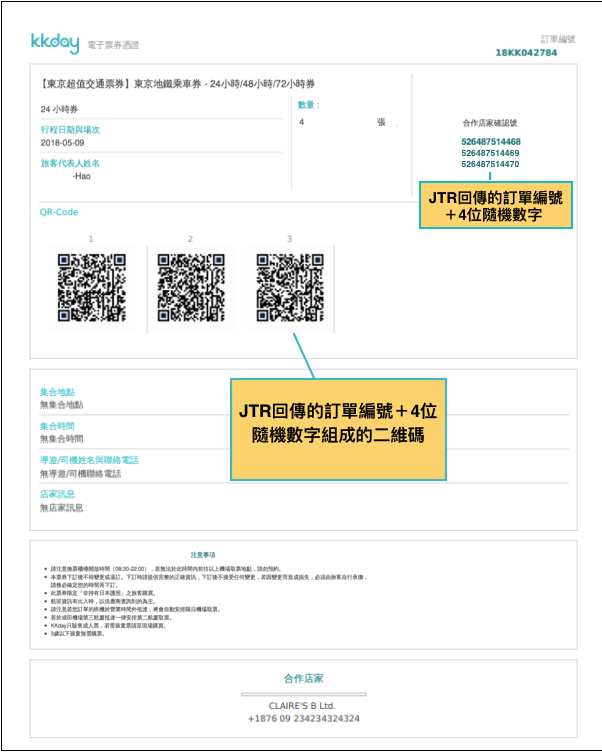 kkday 電子票券憑證
訂單編號
18KK042784
【東京超值交通票券】東京地鐵乘車券 - 24小時/48小時/72小時券
24 小時券
行程日期與場次
2018-05-09
旅客代表人姓名
-Hao
數量：
4 張
合作店家確認號
526487514468
526487514469
526487514470
JTR回傳的訂單編號
＋4位隨機數字
QR-Code
1 2 3
JTR回傳的訂單編號＋4位
隨機數字組成的二維碼
集合地點
無集合地點
集合時間
無集合時間
導遊/司機姓名與聯絡電話
無導遊/司機聯絡電話
店家訊息
無店家訊息
注意事項
• 請注意換票櫃檯開放時間（08:30-22:00），若無法於此時間內前往以上機場取票地點，請勿預約。
• 本票券下訂後不得變更或退訂。下訂時請提供完整的正確資訊，下訂後不接受任何變更，若因變更而造成損失，必須由旅客自行承擔，
請務必確定您的時間再下訂。
• 此票券限定「非持有日本護照」之旅客購買。
• 航班資訊有出入時，以供應商查詢到的為主。
• 請注意若您訂單的班機於營業時間外抵達，將會自動安排隔日機場取票。
• 若於成田機場第三航廈抵達一律安排第二航廈取票。
• KKday只販售成人票，若需孩童票請至現場購買。
• 3歲以下孩童無需購票。
合作店家
CLAIRE'S B Ltd.
+1876 09 234234324324